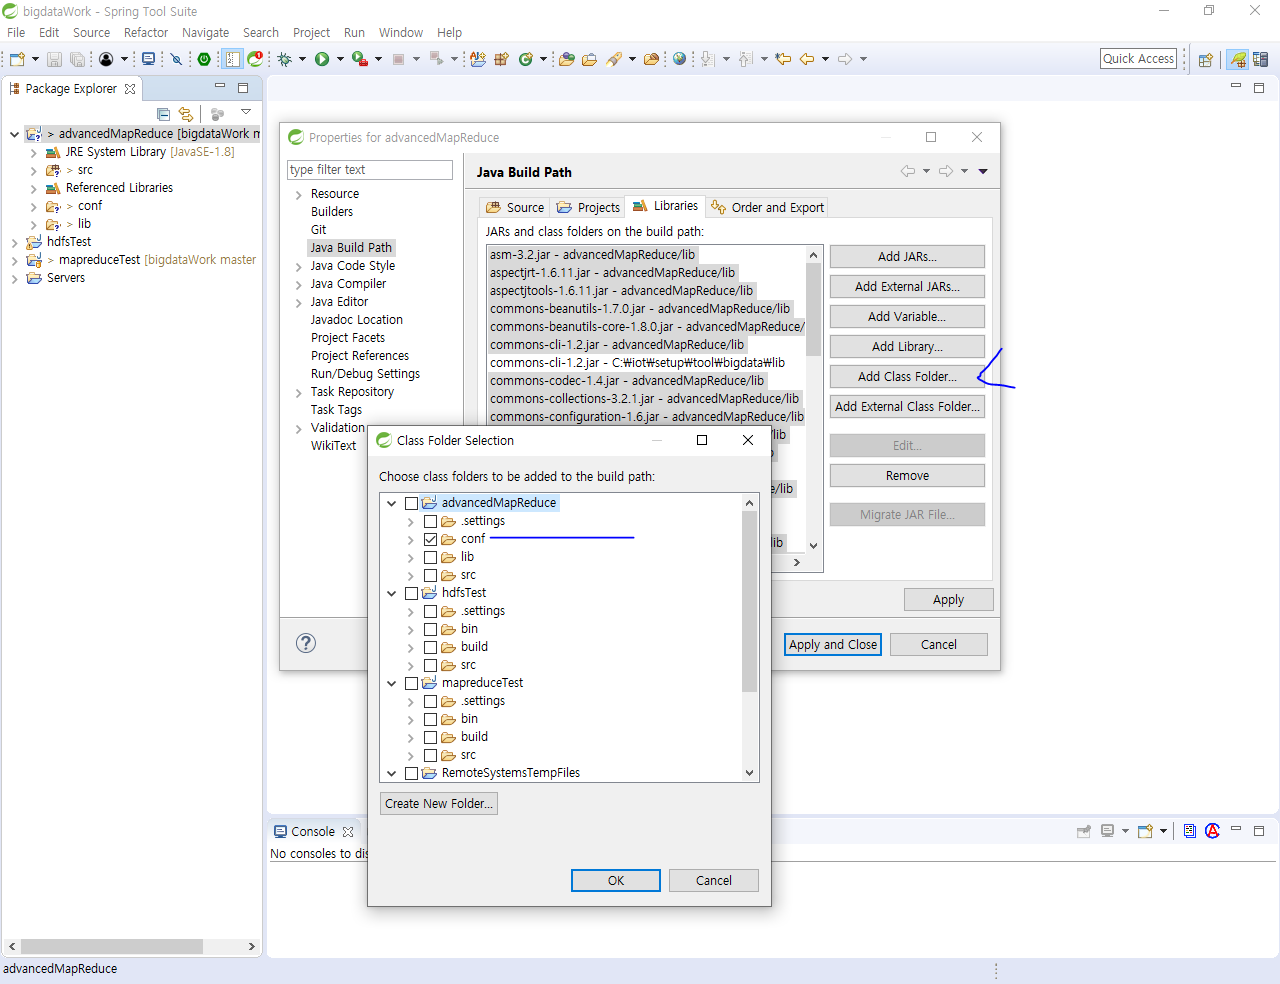 bigdataWork - Spring Tool Suite
File Edit Source Refactor Navigate Search Project Run Window Help
Quick Access
Package Explorer
> advancedMapReduce [bigdataWork m
JRE System Library [JavaSE-1.8]
> src
Referenced Libraries
> conf
> lib
hdfsTest
> mapreduceTest [bigdataWork master
Servers
Properties for advancedMapReduce
type filter text
Resource
Builders
Git
Java Build Path
Java Code Style
Java Compiler
Java Editor
Javadoc Location
Project Facets
Project References
Run/Debug Settings
Task Repository
Task Tags
Validation
WikiText
Java Build Path
Source Projects Libraries Order and Export
JARs and class folders on the build path:
asm-3.2.jar - advancedMapReduce/lib
aspectjrt-1.6.11.jar - advancedMapReduce/lib
aspectjtools-1.6.11.jar - advancedMapReduce/lib
commons-beanutils-1.7.0.jar - advancedMapReduce/lib
commons-beanutils-core-1.8.0.jar - advancedMapReduce/
commons-cli-1.2.jar - advancedMapReduce/lib
commons-cli-1.2.jar - C:₩iot₩setup₩tool₩bigdata₩lib
commons-codec-1.4.jar - advancedMapReduce/lib
commons-collections-3.2.1.jar - advancedMapReduce/lib
commons-configuration-1.6.jar - advancedMapReduce/lib
/lib
e/lib
lib
Add JARs...
Add External JARs...
Add Variable...
Add Library...
Add Class Folder...
Add External Class Folder...
Edit...
Remove
Migrate JAR File...
Apply
Apply and Close
Cancel
Class Folder Selection
Choose class folders to be added to the build path:
advancedMapReduce
.settings
conf
lib
src
hdfsTest
.settings
bin
build
src
mapreduceTest
.settings
bin
build
src
RemoteSystemsTempFiles
Create New Folder...
OK
Cancel
Console
No consoles to dis
advancedMapReduce